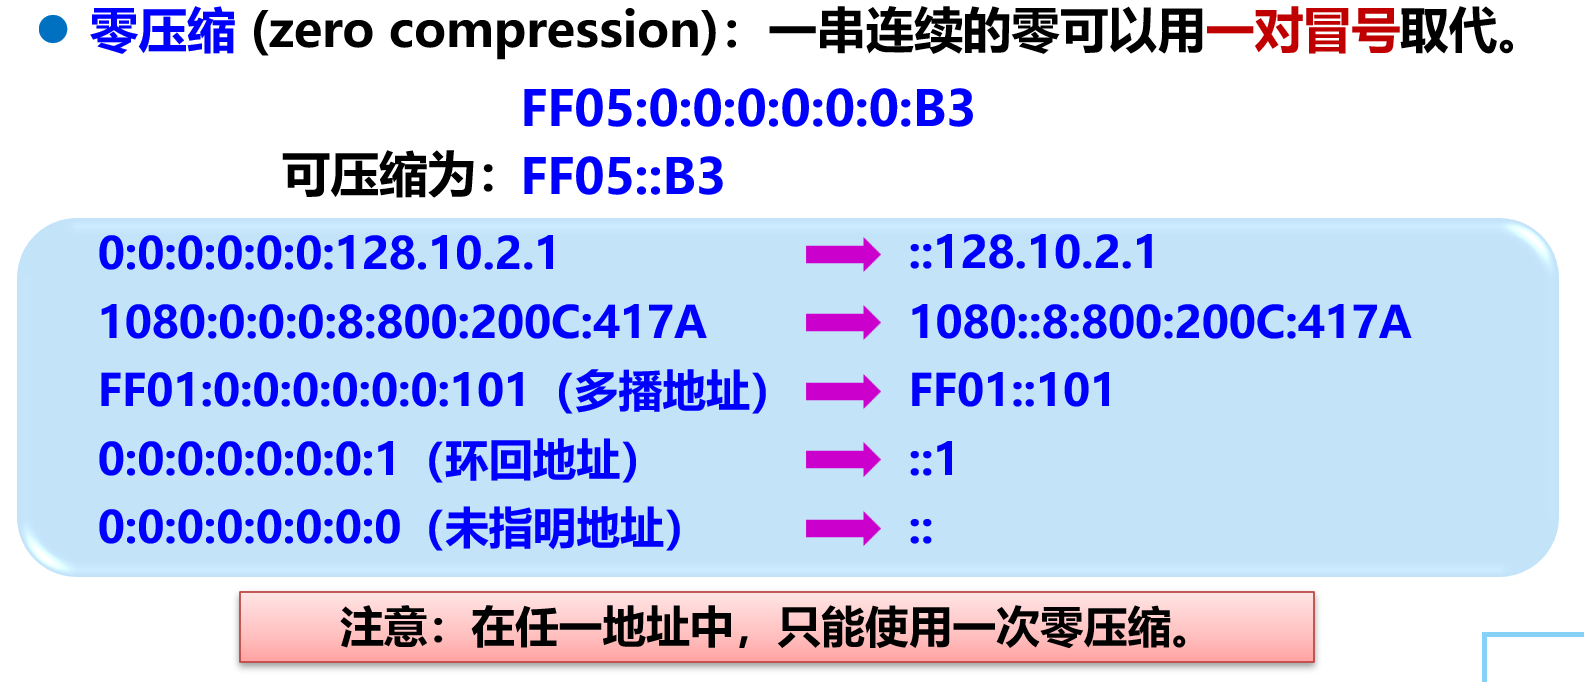 零压缩 (zero compression)：一串连续的零可以用一对冒号取代。
FF05:0:0:0:0:0:0:B3
可压缩为：FF05::B3
0:0:0:0:0:0:128.10.2.1 ::128.10.2.1
1080:0:0:0:8:800:200C:417A 1080::8:800:200C:417A
FF01:0:0:0:0:0:0:101（多播地址） FF01::101
0:0:0:0:0:0:0:1（环回地址） ::1
0:0:0:0:0:0:0:0（未指明地址） ::
注意：在任一地址中，只能使用一次零压缩。